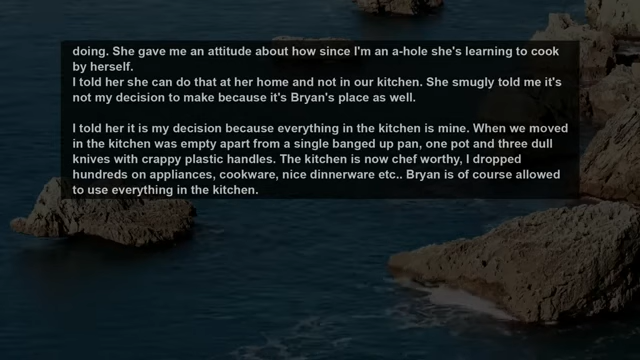 doing. She gave me an attitude about how since I'm an a-hole she's learning to cook
by herself.
I told her she can do that at her home and not in our kitchen. She smugly told me it's
not my decision to make because it's Bryan's place as well.
I told her it is my decision because everything in the kitchen is mine. When we moved
in the kitchen was empty apart from a single banged up pan, one pot and three dull
knives with crappy plastic handles. The kitchen is now chef worthy, I dropped
hundreds on appliances, cookware, nice dinnerware etc.. Bryan is of course allowed
to use everything in the kitchen.